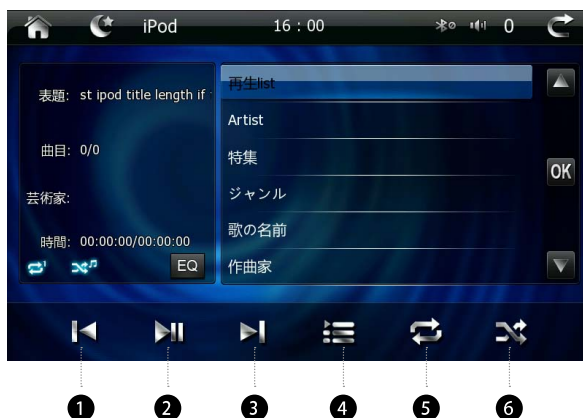 iPod 16 : 00 0
表題: st ipod title length if
曲目: 0/0
芸術家:
時間: 00:00:00/00:00:00
EQ
再生list
Artist
特集
ジャンル
歌の名前
作曲家
OK
1 2 3 4 5 6